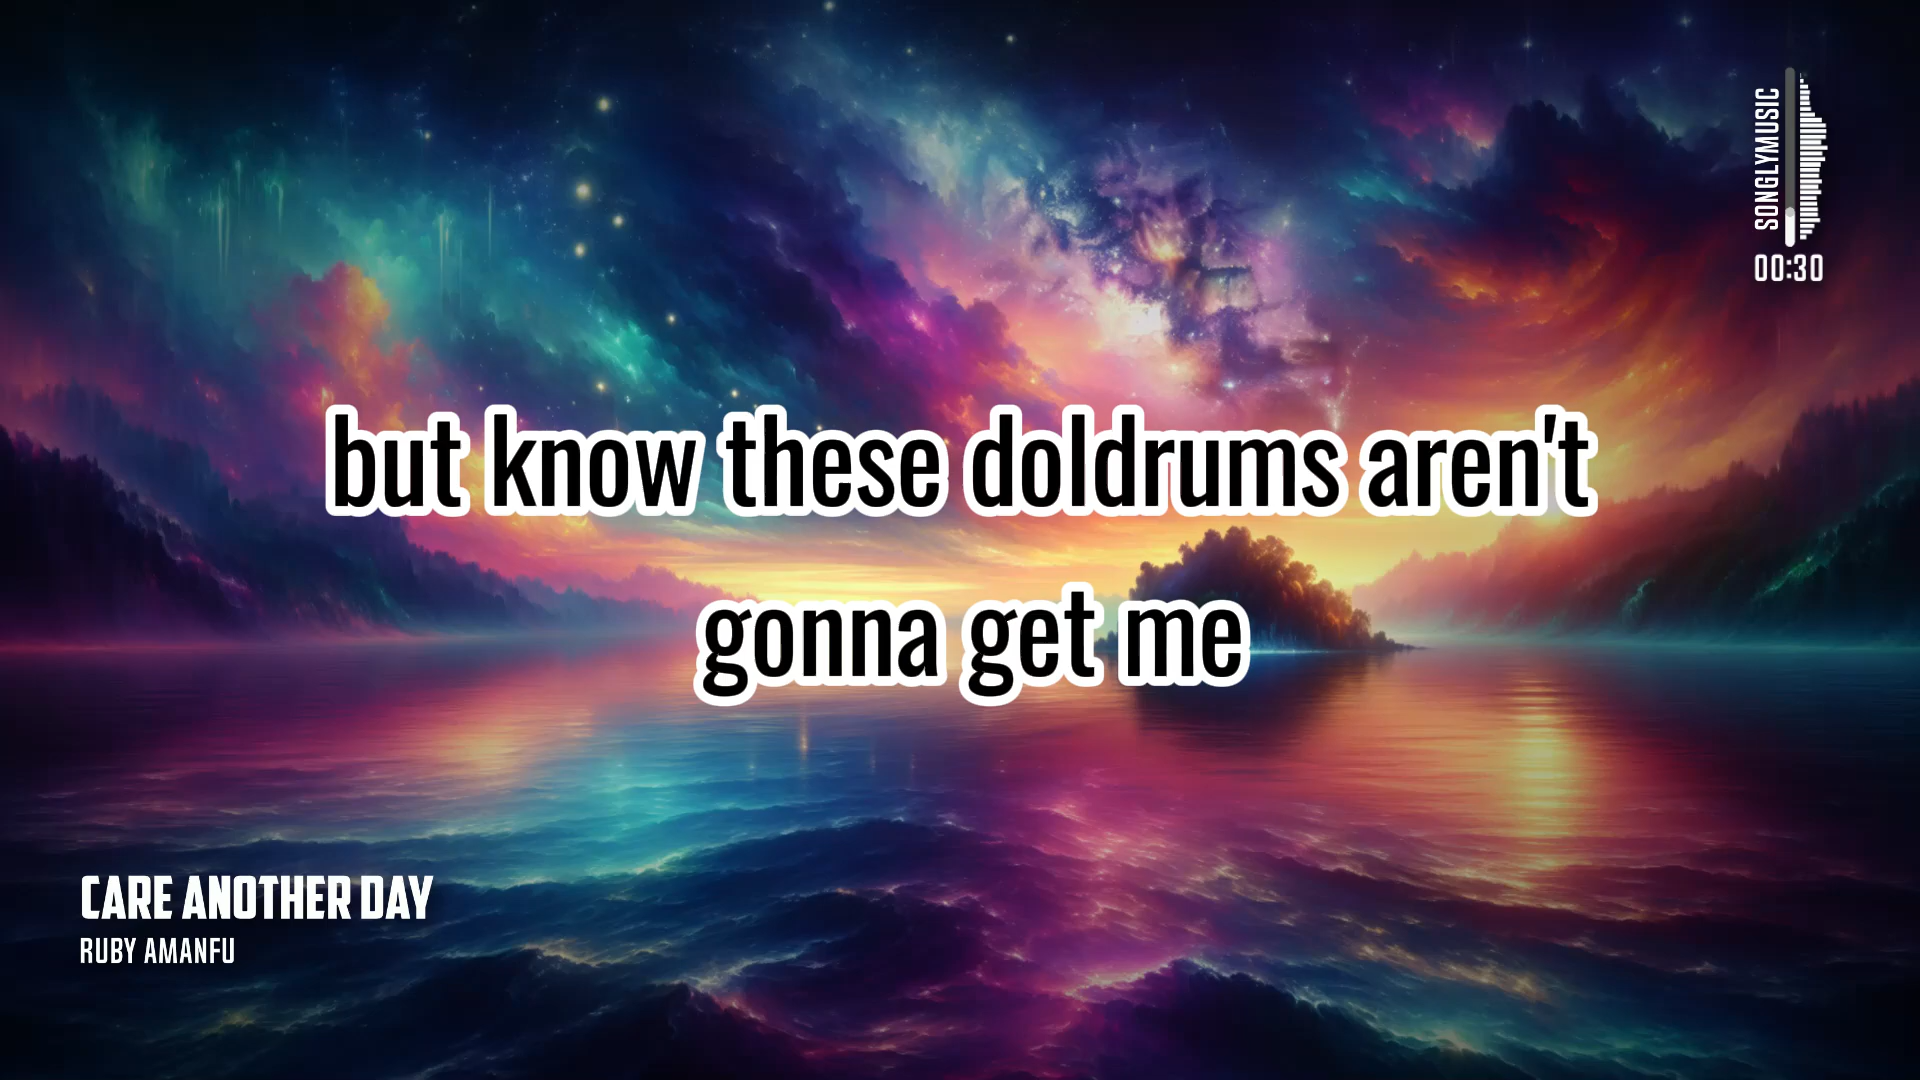 SONGLYMUSIC
00:30
but know these doldrums aren't
gonna get me
CARE ANOTHER DAY
RUBY AMANFU